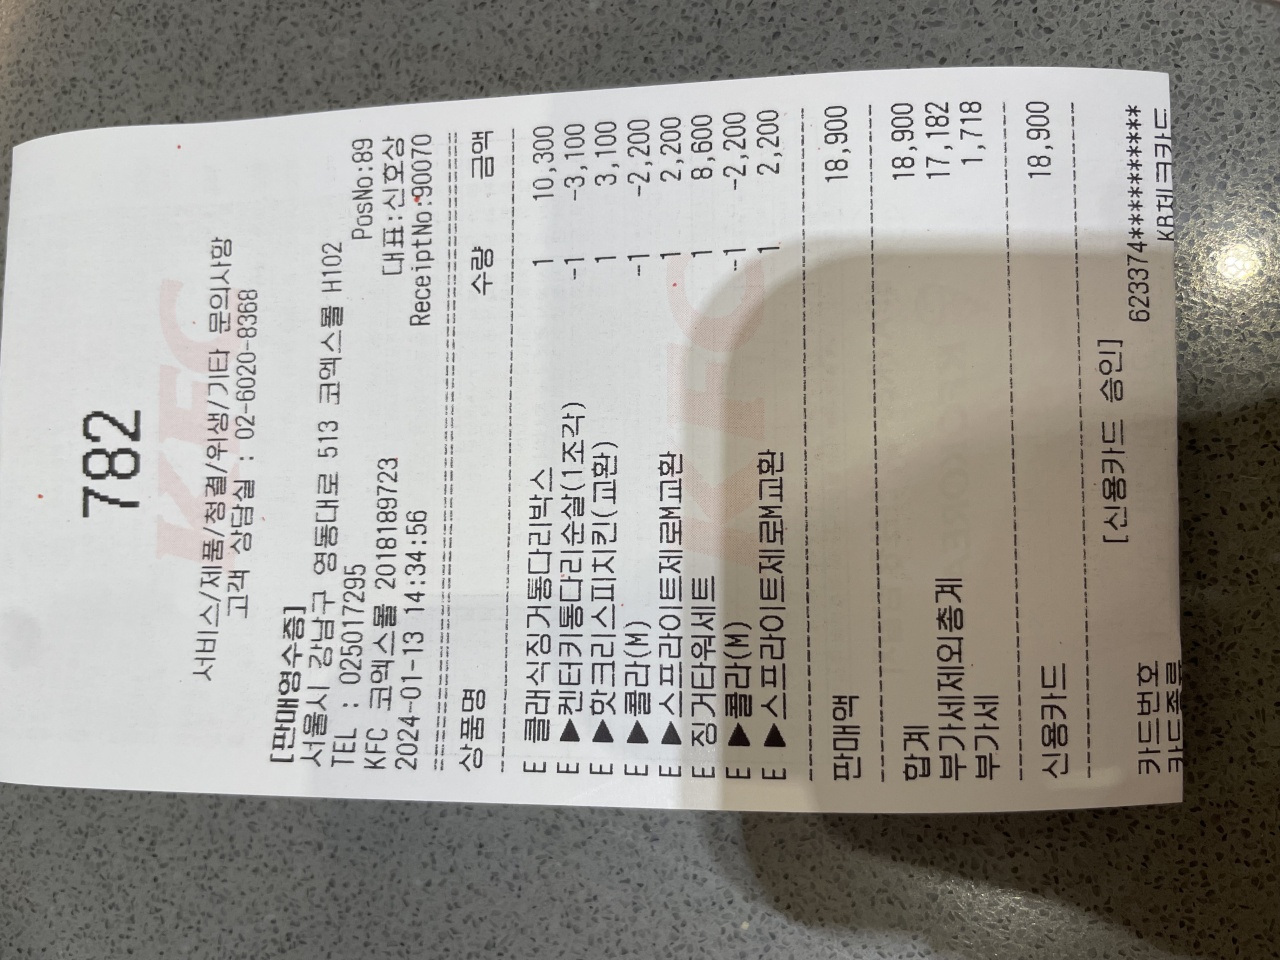 782
서비스/제품/청결/위생/기타 문의사항
고객 상담실 : 02-6020-8368
[판매영수증]
서울시 강남구 영동대로 513 코엑스몰 H102
TEL : 025017295 PosNo:89
KFC 코엑스몰 2018189723 대표:신호상
2024-01-13 14:34:56 ReceiptNo:90070
상품명 수량 금액
E 클래식징거통다리박스 1 10,300
E ▶켄터키통다리순살(1조각) -1 -3,100
E ▶핫크리스피치킨(교환) 1 3,100
E ▶콜라(M) -1 -2,200
E ▶스프라이트제로M교환 1 2,200
E 징거타워세트 1 8,600
E ▶콜라(M) -1 -2,200
E ▶스프라이트제로M교환 1 2,200
판매액 18,900
합계 18,900
부가세제외총계 17,182
부가세 1,718
신용카드 18,900
[신용카드 승인]
카드번호 623374**********
카드종류 KB체크카드
KFC
KFC